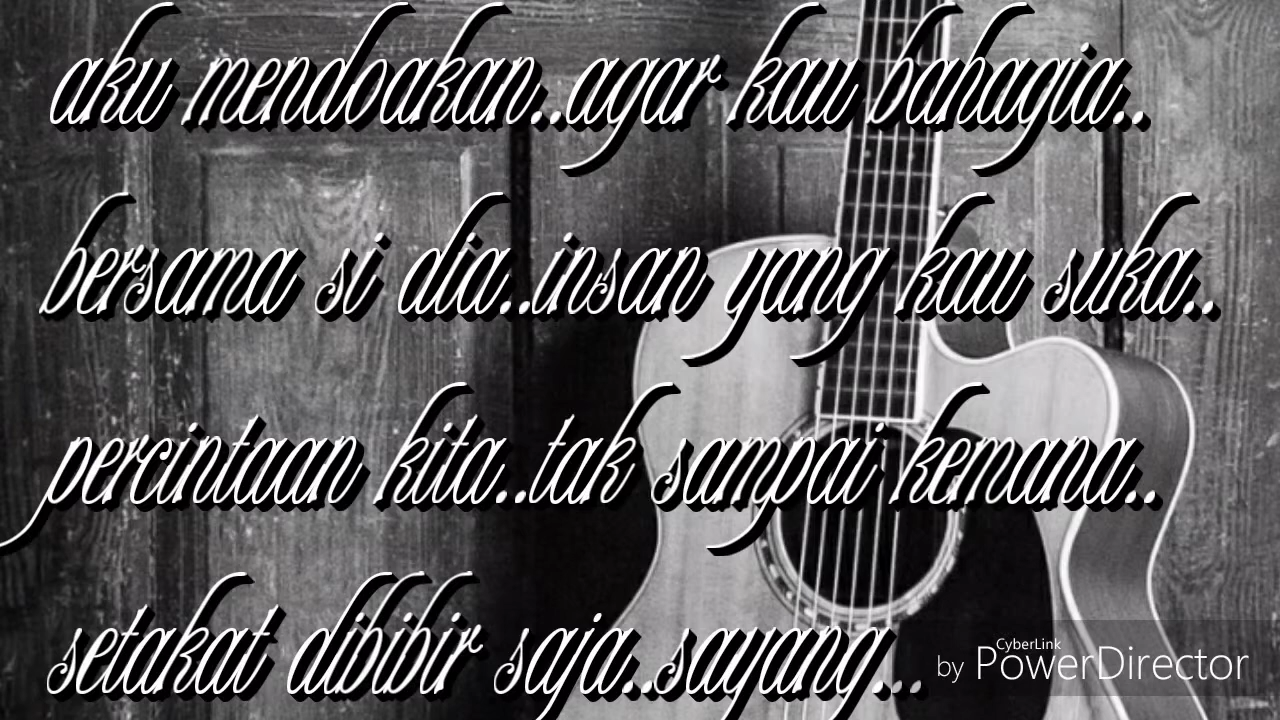 aku mendoakan..agar kau bahagia..
bersama si dia..insan yang kau suka..
percintaan kita..tak sampai kemana..
setakat dibibir saja..sayang...
CyberLink
by PowerDirector